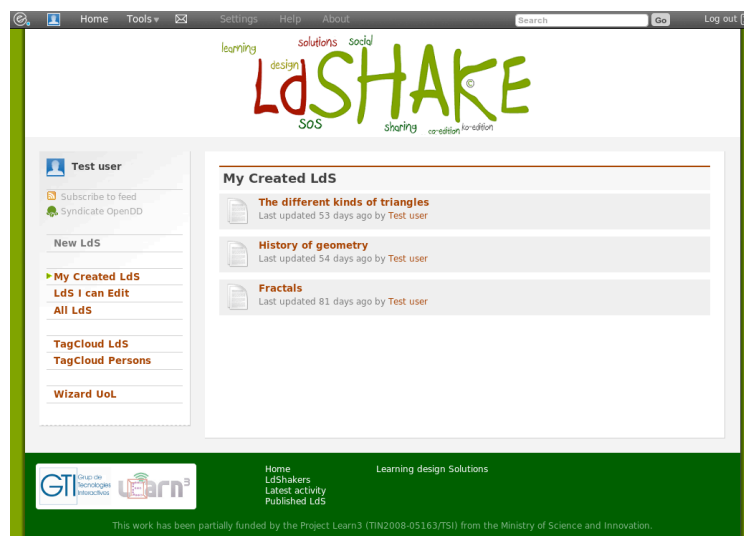 Home Tools ▾ Settings Help About Search Go Log out
learning solutions social
design
LdSHAKE ©
SOS sharing co-edition ko-edition
Test user
Subscribe to feed
Syndicate OpenDD
New LdS
My Created LdS
LdS I can Edit
All LdS
TagCloud LdS
TagCloud Persons
Wizard UoL
My Created LdS
The different kinds of triangles
Last updated 53 days ago by Test user
History of geometry
Last updated 54 days ago by Test user
Fractals
Last updated 81 days ago by Test user
GTI Grup de
Tecnologies
Interactives
Learn3
Home
LdShakers
Latest activity
Published LdS
Learning design Solutions
This work has been partially funded by the Project Learn3 (TIN2008-05163/TSI) from the Ministry of Science and Innovation.